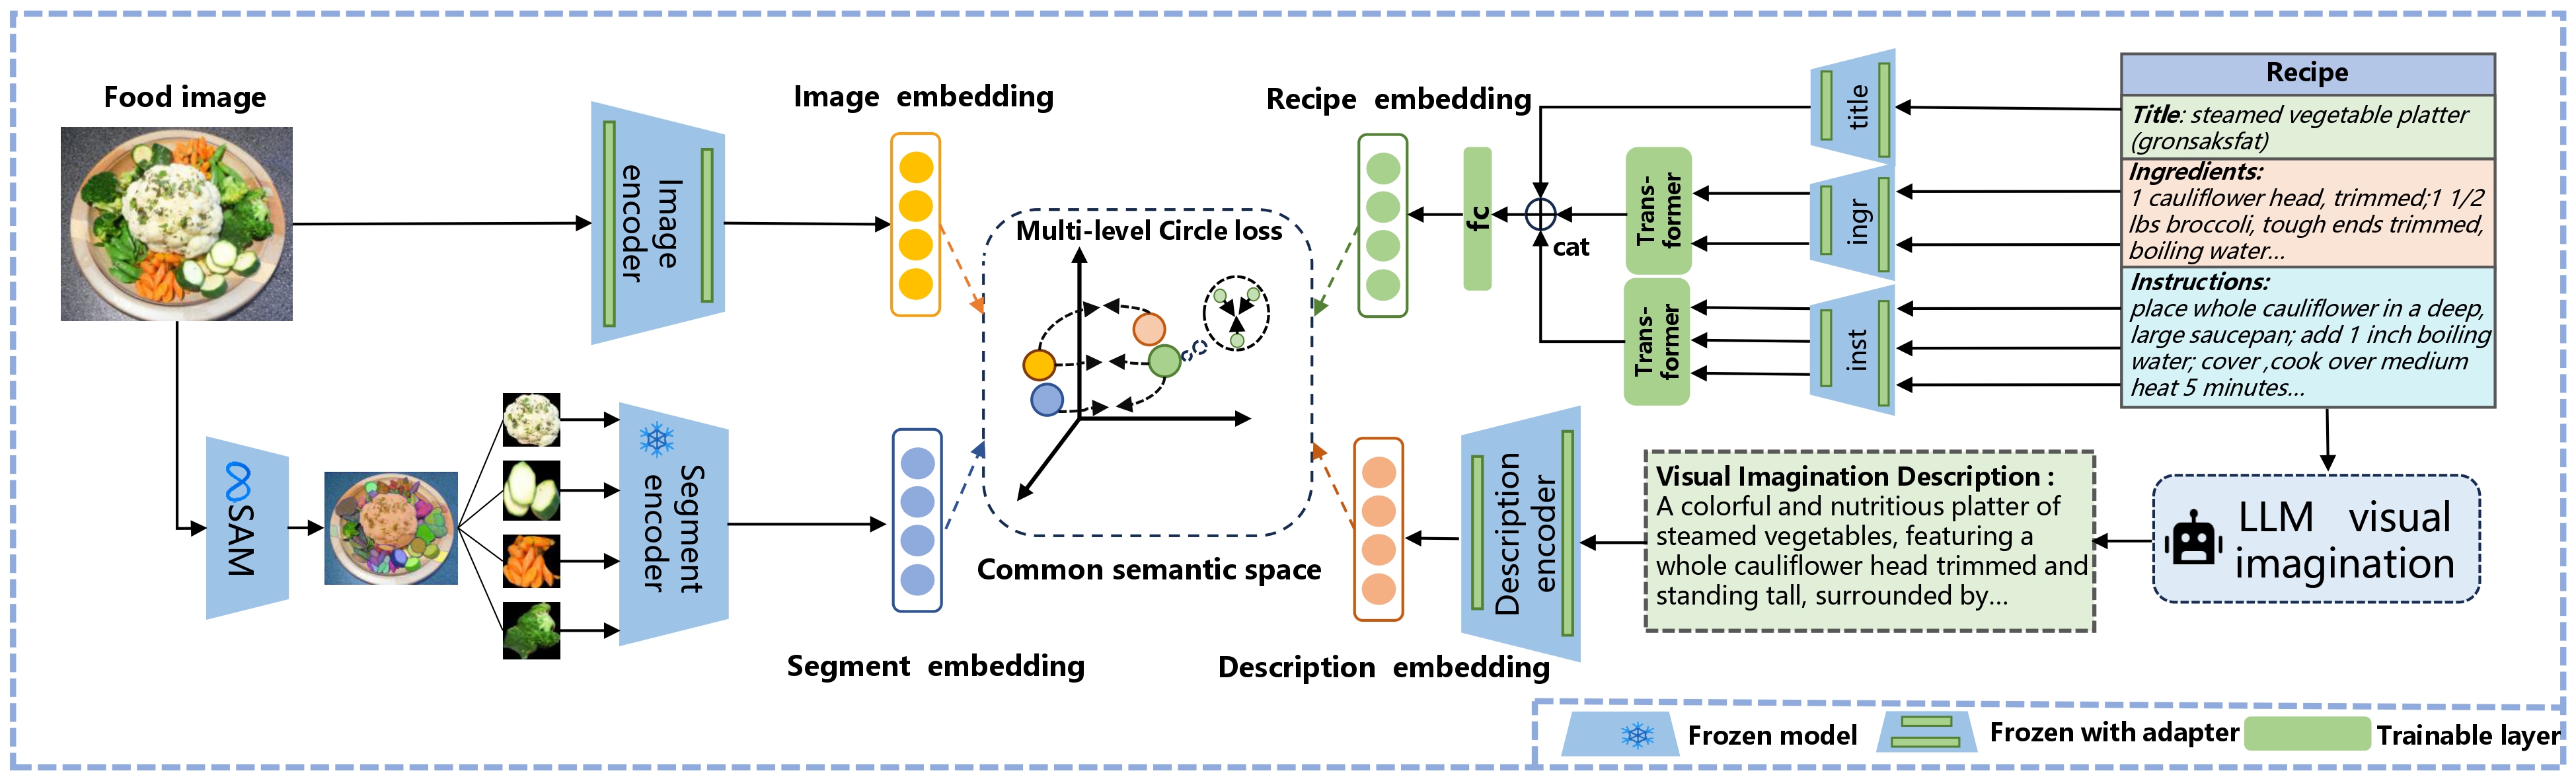 Food image
Image encoder
Image embedding
SAM
Segment encoder
Segment embedding
Multi-level Circle loss
Common semantic space
Recipe embedding
fc
cat
Trans-
former
Trans-
former
title
ingr
inst
Recipe
Title: steamed vegetable platter
(gronsaksfat)
Ingredients:
1 cauliflower head, trimmed;1 1/2
lbs broccoli, tough ends trimmed,
boiling water...
Instructions:
place whole cauliflower in a deep,
large saucepan; add 1 inch boiling
water; cover ,cook over medium
heat 5 minutes...
LLM visual
imagination
Visual Imagination Description :
A colorful and nutritious platter of
steamed vegetables, featuring a
whole cauliflower head trimmed and
standing tall, surrounded by...
Description
encoder
Description embedding
Frozen model
Frozen with adapter
Trainable layer